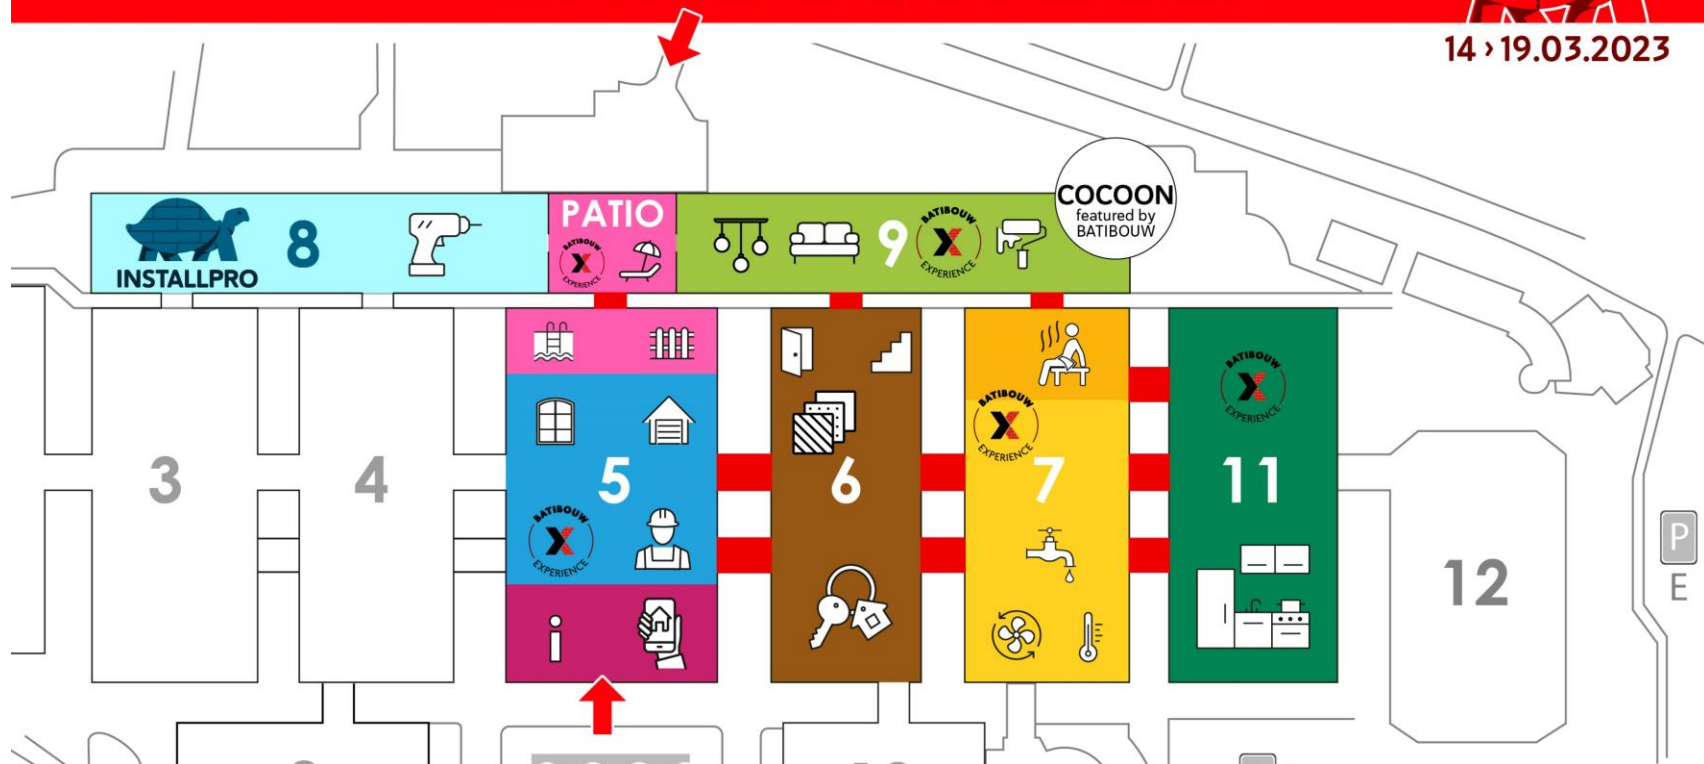 14 › 19.03.2023
COCOON
featured by
BATIBOUW
PATIO
BATIBOUW
EXPERIENCE
8
INSTALLPRO
9
BATIBOUW
EXPERIENCE
BATIBOUW
EXPERIENCE
BATIBOUW
EXPERIENCE
3
4
5
6
7
11
BATIBOUW
EXPERIENCE
12
P
E
i